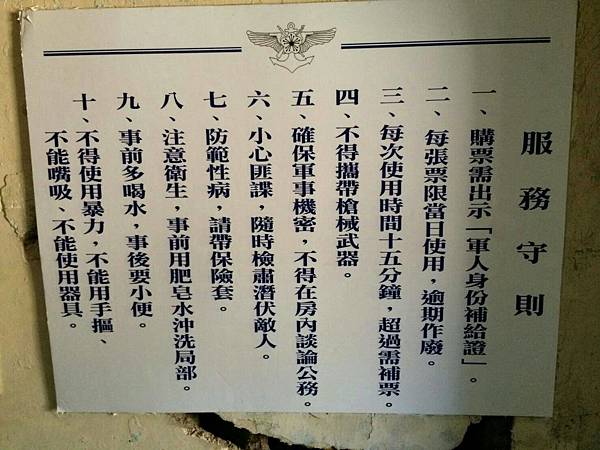 服務守則
一、購票需出示「軍人身份補給證」。
二、每張票限當日使用，逾期作廢。
三、每次使用時間十五分鐘，超過需補票。
四、不得攜帶槍械武器。
五、確保軍事機密，不得在房內談論公務。
六、小心匪諜，隨時檢肅潛伏敵人。
七、防範性病，請帶保險套。
八、注意衛生，事前用肥皂水沖洗局部。
九、事前多喝水，事後要小便。
十、不得使用暴力，不能用手摳、
不能嘴吸、不能使用器具。